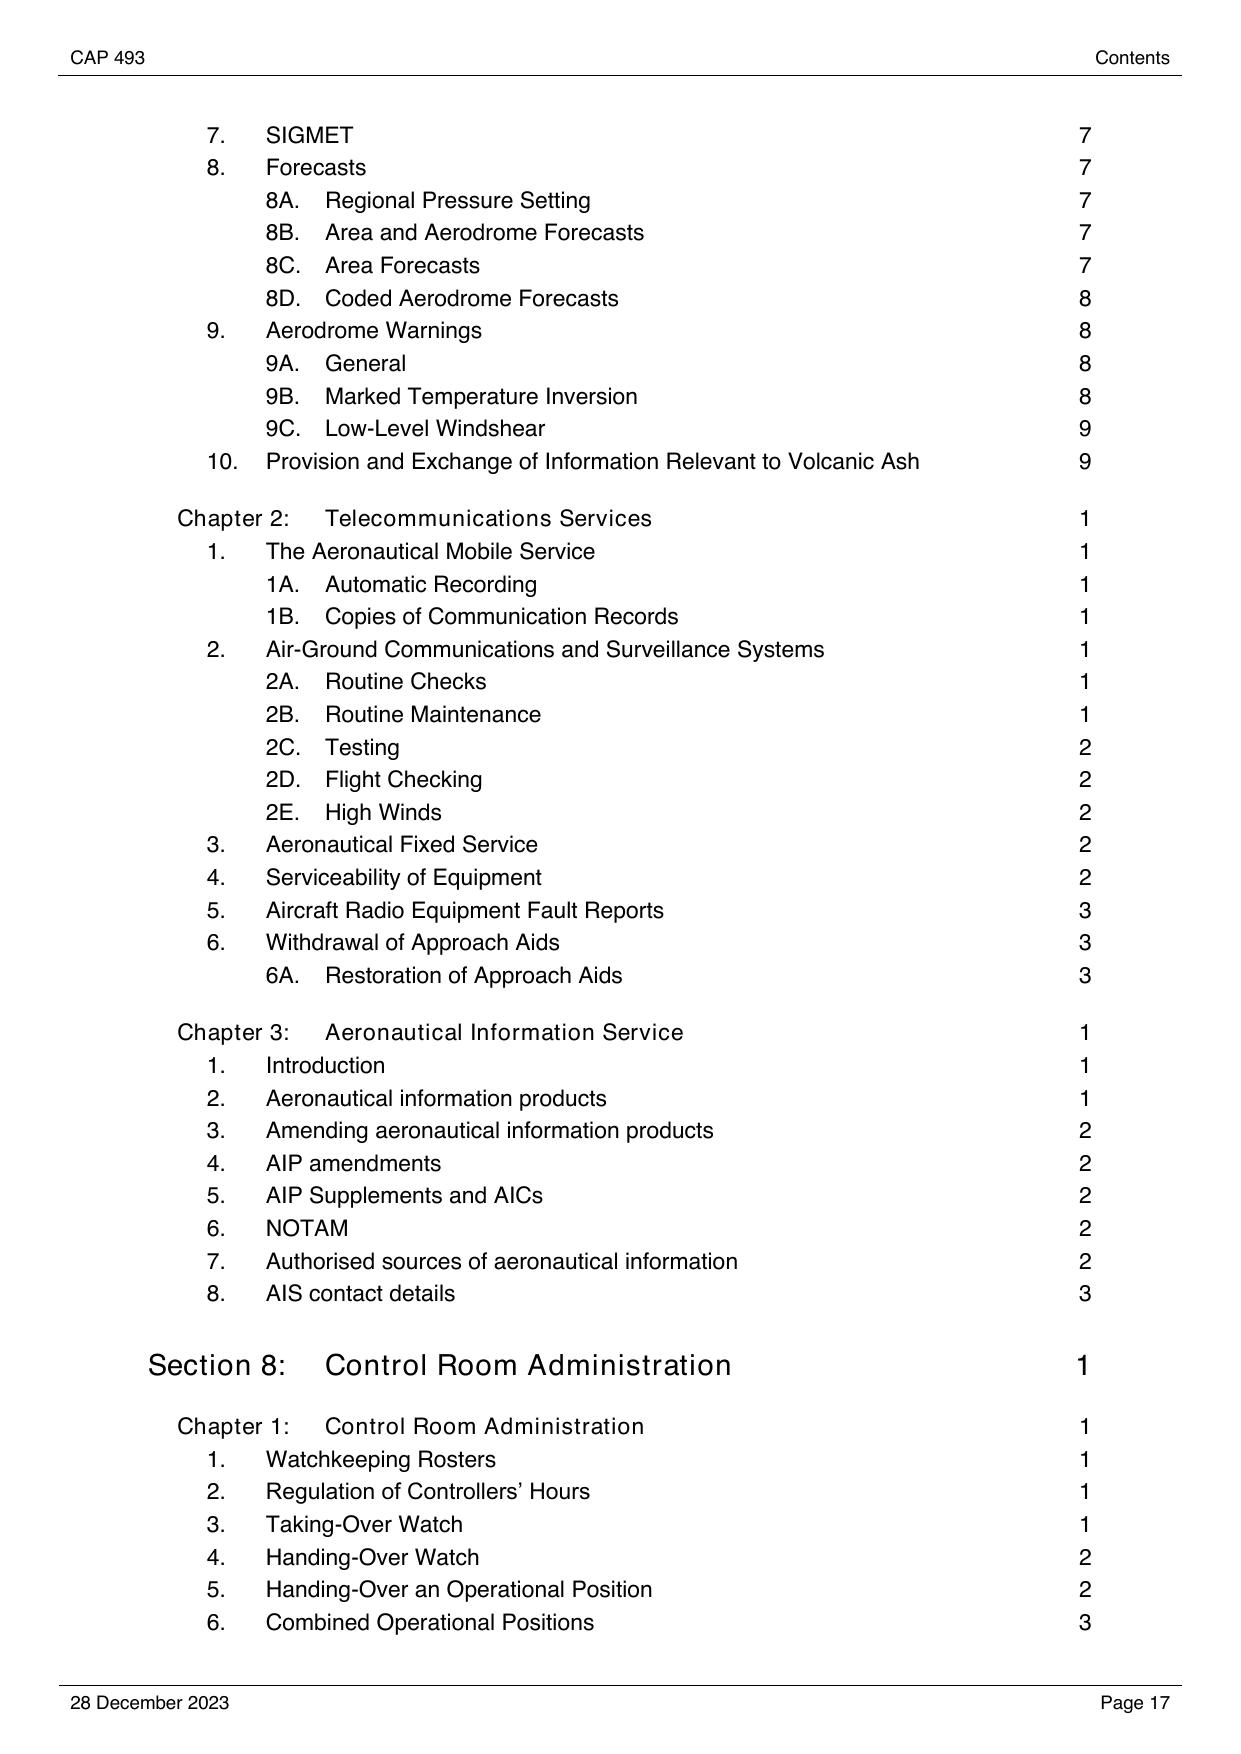 CAP 493 Contents
7. SIGMET 7
8. Forecasts 7
8A. Regional Pressure Setting 7
8B. Area and Aerodrome Forecasts 7
8C. Area Forecasts 7
8D. Coded Aerodrome Forecasts 8
9. Aerodrome Warnings 8
9A. General 8
9B. Marked Temperature Inversion 8
9C. Low-Level Windshear 9
10. Provision and Exchange of Information Relevant to Volcanic Ash 9
Chapter 2: Telecommunications Services 1
1. The Aeronautical Mobile Service 1
1A. Automatic Recording 1
1B. Copies of Communication Records 1
2. Air-Ground Communications and Surveillance Systems 1
2A. Routine Checks 1
2B. Routine Maintenance 1
2C. Testing 2
2D. Flight Checking 2
2E. High Winds 2
3. Aeronautical Fixed Service 2
4. Serviceability of Equipment 2
5. Aircraft Radio Equipment Fault Reports 3
6. Withdrawal of Approach Aids 3
6A. Restoration of Approach Aids 3
Chapter 3: Aeronautical Information Service 1
1. Introduction 1
2. Aeronautical information products 1
3. Amending aeronautical information products 2
4. AIP amendments 2
5. AIP Supplements and AICs 2
6. NOTAM 2
7. Authorised sources of aeronautical information 2
8. AIS contact details 3
Section 8: Control Room Administration 1
Chapter 1: Control Room Administration 1
1. Watchkeeping Rosters 1
2. Regulation of Controllers’ Hours 1
3. Taking-Over Watch 1
4. Handing-Over Watch 2
5. Handing-Over an Operational Position 2
6. Combined Operational Positions 3
28 December 2023 Page 17